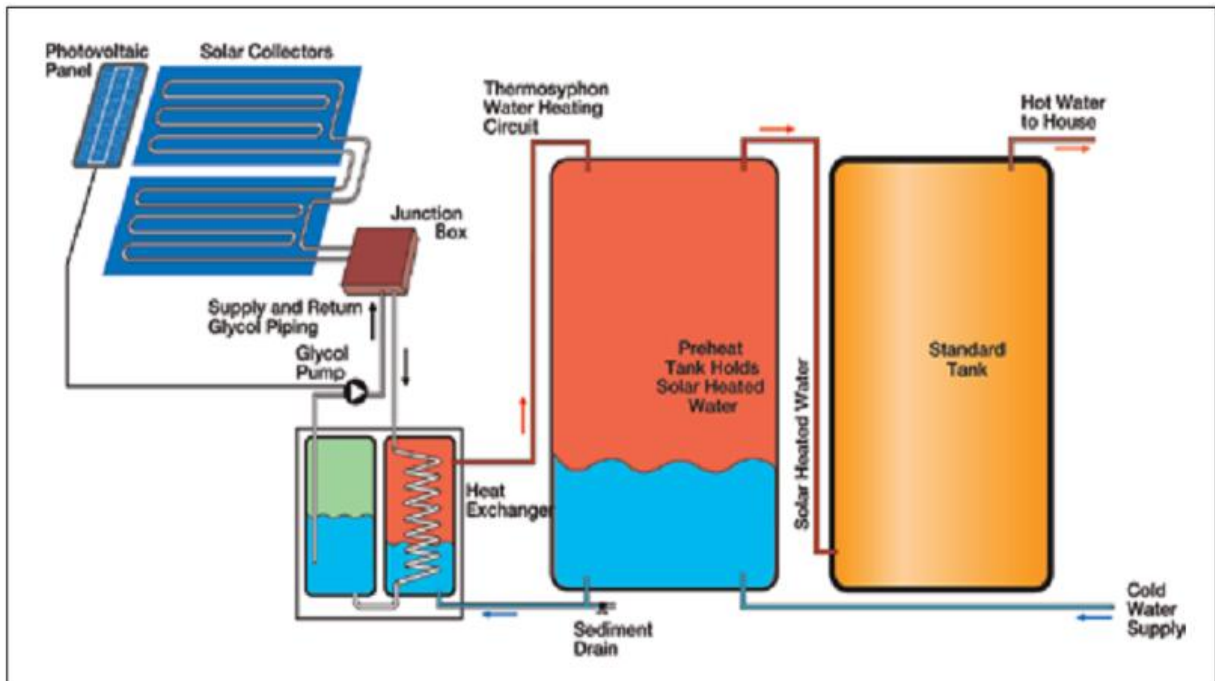 Photovoltaic
Panel
Solar Collectors
Thermosyphon
Water Heating
Circuit
Hot Water
to House
Junction
Box
Supply and Return
Glycol Piping
Glycol
Pump
Preheat
Tank Holds
Solar Heated
Water
Solar Heated Water
Standard
Tank
Heat
Exchanger
Sediment
Drain
Cold
Water
Supply